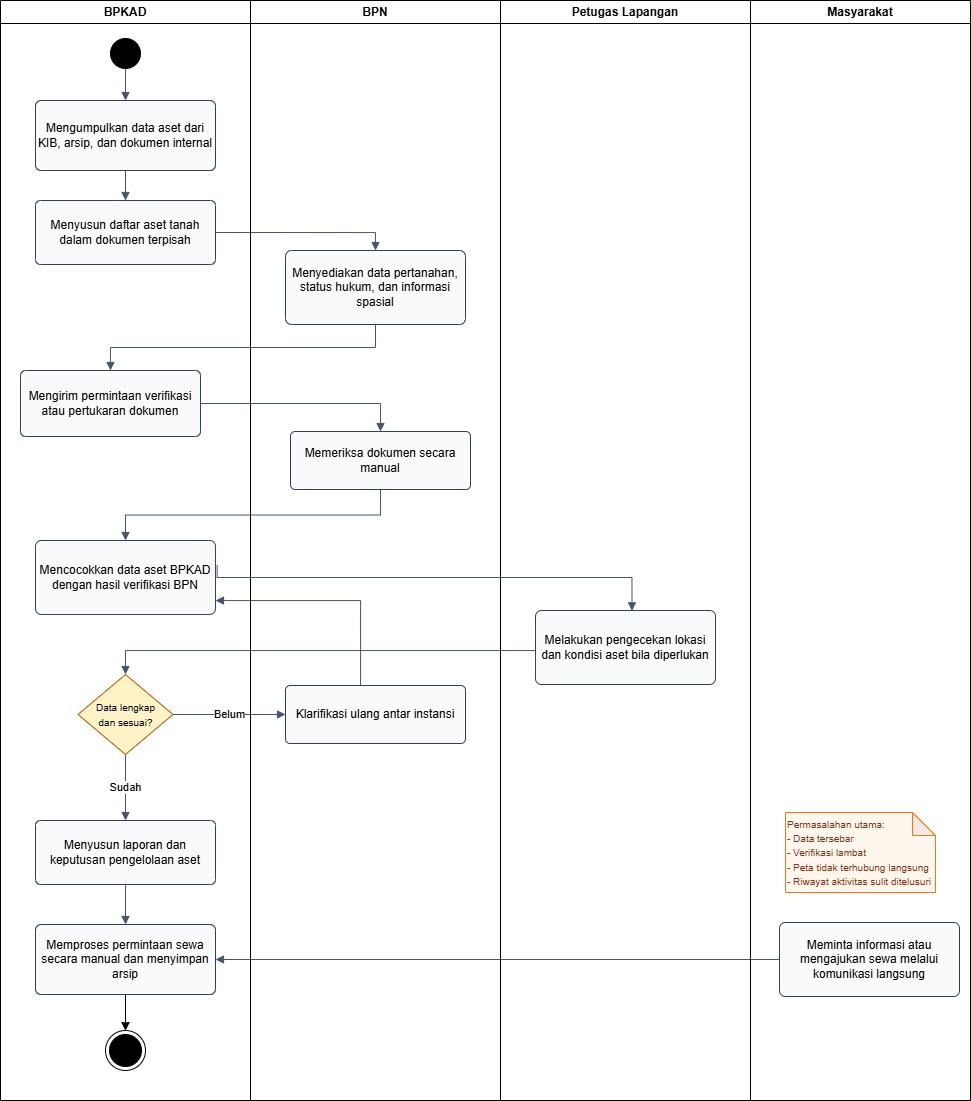 BPKAD
BPN
Petugas Lapangan
Masyarakat
Mengumpulkan data aset dari
KIB, arsip, dan dokumen internal
Menyusun daftar aset tanah
dalam dokumen terpisah
Menyediakan data pertanahan,
status hukum, dan informasi
spasial
Mengirim permintaan verifikasi
atau pertukaran dokumen
Memeriksa dokumen secara
manual
Mencocokkan data aset BPKAD
dengan hasil verifikasi BPN
Melakukan pengecekan lokasi
dan kondisi aset bila diperlukan
Data lengkap
dan sesuai?
Belum
Klarifikasi ulang antar instansi
Sudah
Menyusun laporan dan
keputusan pengelolaan aset
Permasalahan utama:
- Data tersebar
- Verifikasi lambat
- Peta tidak terhubung langsung
- Riwayat aktivitas sulit ditelusuri
Memproses permintaan sewa
secara manual dan menyimpan
arsip
Meminta informasi atau
mengajukan sewa melalui
komunikasi langsung